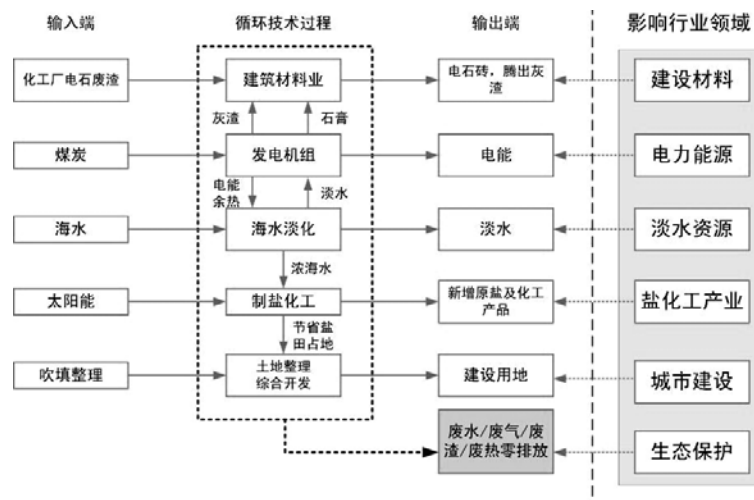 输入端
循环技术过程
输出端
影响行业领域
化工厂电石废渣
建筑材料业
电石砖，腾出灰
渣
建设材料
灰渣
石膏
煤炭
发电机组
电能
电力能源
电能
余热
淡水
海水
海水淡化
淡水
淡水资源
浓海水
太阳能
制盐化工
新增原盐及化工
产品
盐化工产业
节省盐
田占地
吹填整理
土地整理
综合开发
建设用地
城市建设
废水/废气/废
渣/废热零排放
生态保护